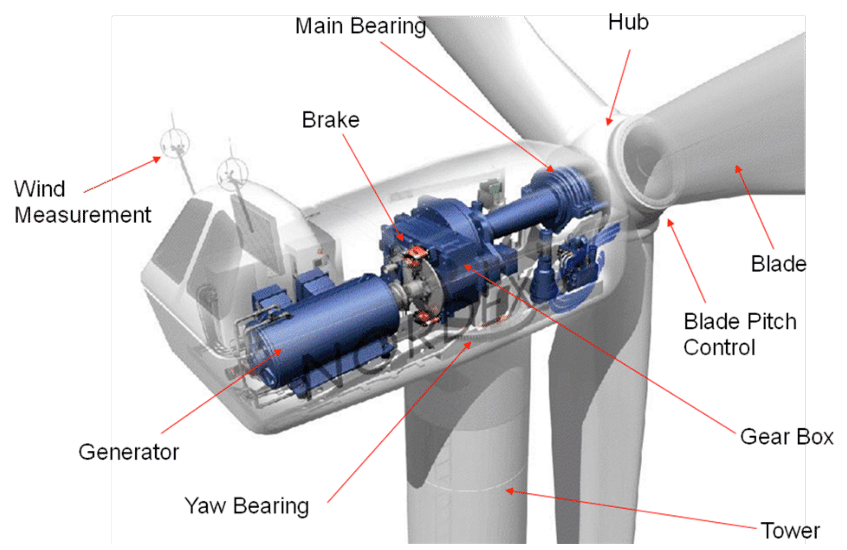 Main Bearing
Hub
Brake
Wind
Measurement
Blade
Blade Pitch
Control
NORDEX
Gear Box
Generator
Yaw Bearing
Tower